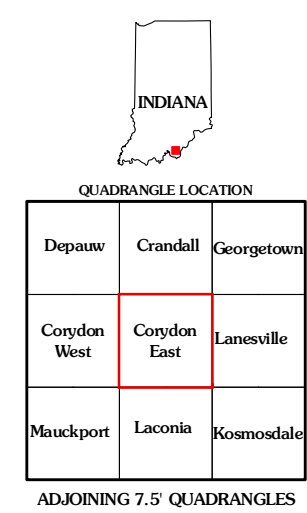 INDIANA
QUADRANGLE LOCATION
Depauw
Crandall
Georgetown
Corydon
West
Corydon
East
Lanesville
Mauckport
Laconia
Kosmosdale
ADJOINING 7.5' QUADRANGLES